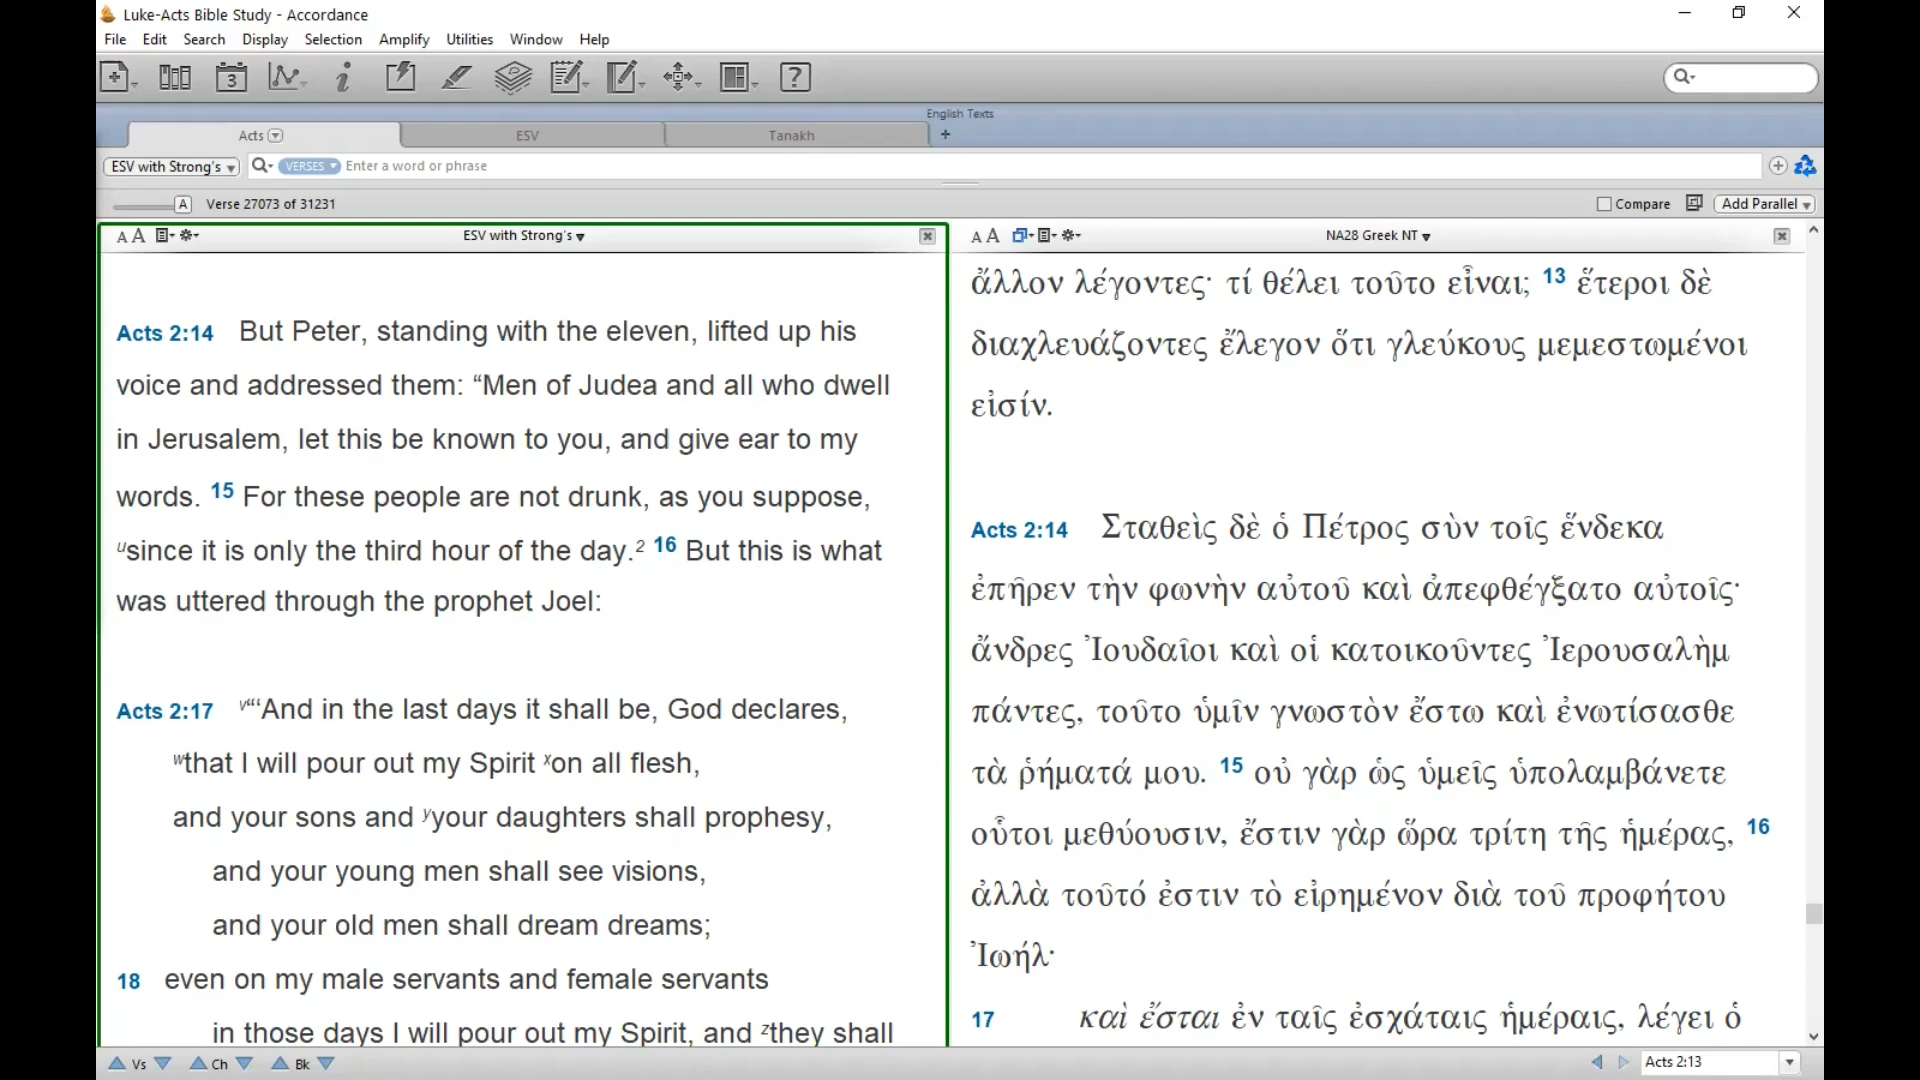 Luke-Acts Bible Study - Accordance
File Edit Search Display Selection Amplify Utilities Window Help
3
English Texts
Acts ESV Tanakh +
ESV with Strong's VERSES Enter a word or phrase
A Verse 27073 of 31231 Compare Add Parallel
A A ESV with Strong's
Acts 2:14 But Peter, standing with the eleven, lifted up his
voice and addressed them: “Men of Judea and all who dwell
in Jerusalem, let this be known to you, and give ear to my
words. 15 For these people are not drunk, as you suppose,
u since it is only the third hour of the day.2 16 But this is what
was uttered through the prophet Joel:
Acts 2:17 v “‘And in the last days it shall be, God declares,
w that I will pour out my Spirit x on all flesh,
and your sons and y your daughters shall prophesy,
and your young men shall see visions,
and your old men shall dream dreams;
18 even on my male servants and female servants
in those days I will pour out my Spirit, and z they shall
A A NA28 Greek NT
ἄλλον λέγοντες· τί θέλει τοῦτο εἶναι; 13 ἕτεροι δὲ
διαχλευάζοντες ἔλεγον ὅτι γλεύκους μεμεστωμένοι
εἰσίν.
Acts 2:14 Σταθεὶς δὲ ὁ Πέτρος σὺν τοῖς ἕνδεκα
ἐπῆρεν τὴν φωνὴν αὐτοῦ καὶ ἀπεφθέγξατο αὐτοῖς·
ἄνδρες Ἰουδαῖοι καὶ οἱ κατοικοῦντες Ἰερουσαλὴμ
πάντες, τοῦτο ὑμῖν γνωστὸν ἔστω καὶ ἐνωτίσασθε
τὰ ῥήματά μου. 15 οὐ γὰρ ὡς ὑμεῖς ὑπολαμβάνετε
οὗτοι μεθύουσιν, ἔστιν γὰρ ὥρα τρίτη τῆς ἡμέρας, 16
ἀλλὰ τοῦτό ἐστιν τὸ εἰρημένον διὰ τοῦ προφήτου
Ἰωήλ·
17 καὶ ἔσται ἐν ταῖς ἐσχάταις ἡμέραις, λέγει ὁ
Vs Ch Bk Acts 2:13